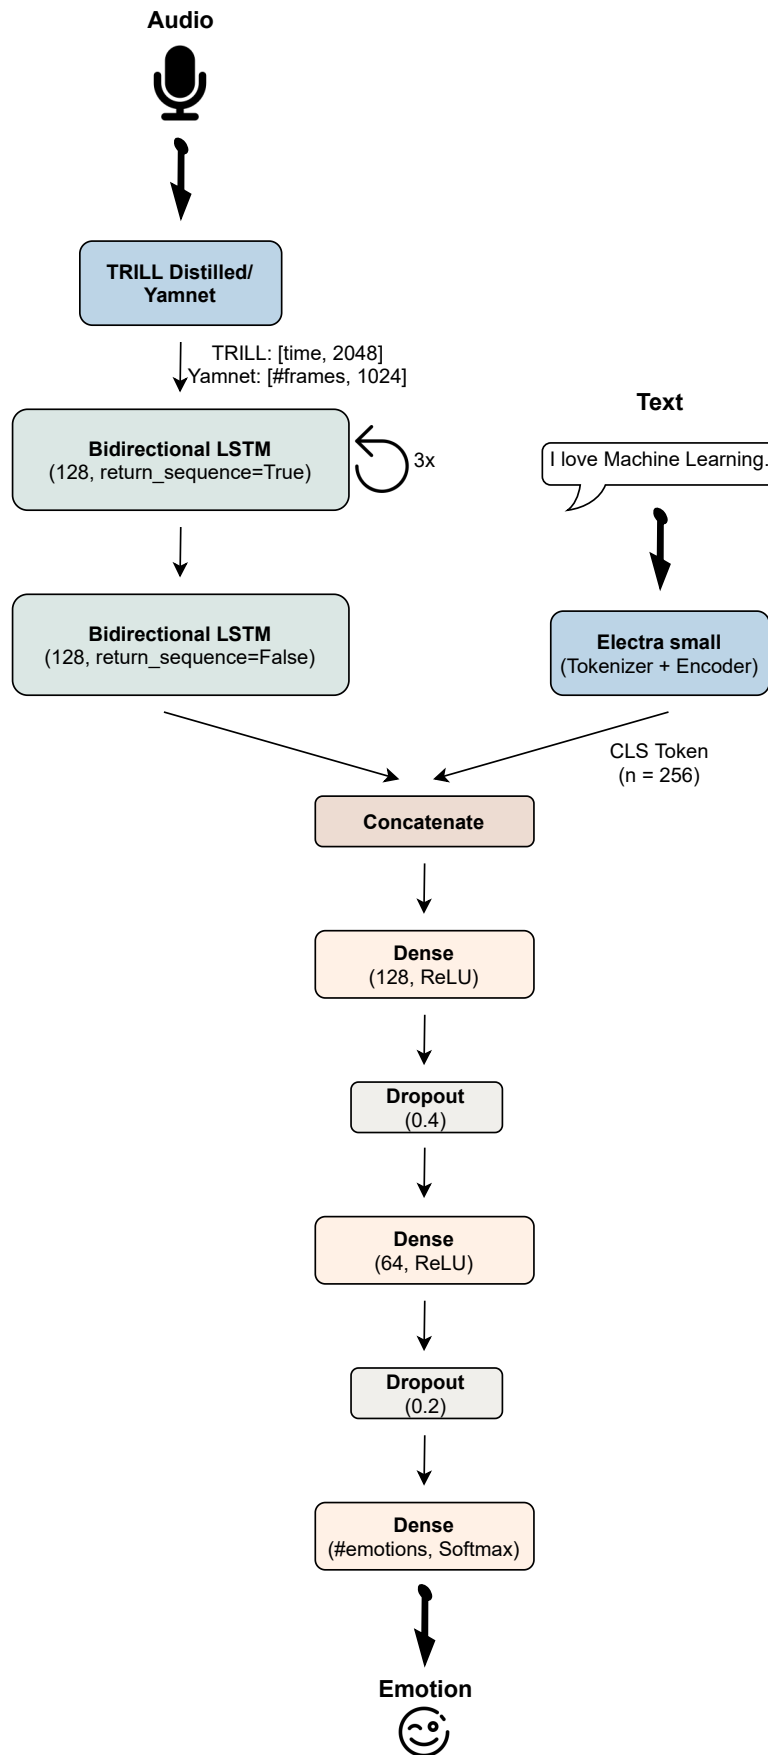 Audio
TRILL Distilled/
Yamnet
TRILL: [time, 2048]
Yamnet: [#frames, 1024]
Bidirectional LSTM
(128, return_sequence=True)
3x
Bidirectional LSTM
(128, return_sequence=False)
Text
I love Machine Learning.
Electra small
(Tokenizer + Encoder)
CLS Token
(n = 256)
Concatenate
Dense
(128, ReLU)
Dropout
(0.4)
Dense
(64, ReLU)
Dropout
(0.2)
Dense
(#emotions, Softmax)
Emotion